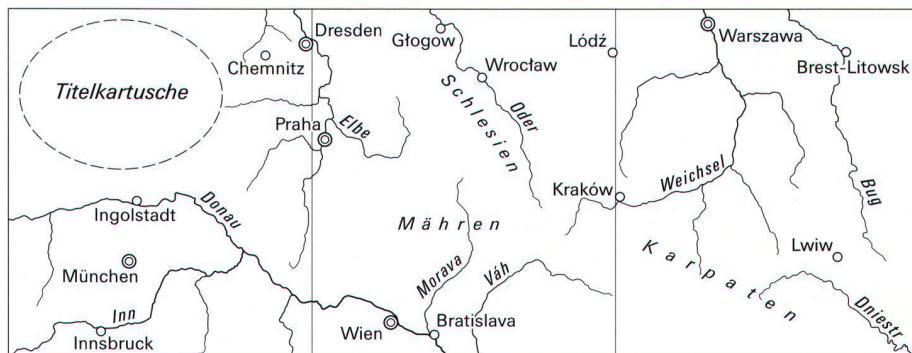 Titelkartusche
Dresden
Chemnitz
Praha
Elbe
Głogow
Wrocław
Schlesien
Oder
Lódź
Warszawa
Brest-Litowsk
Kraków
Weichsel
Bug
Ingolstadt
Donau
München
Inn
Innsbruck
Mähren
Morava
Váh
Wien
Bratislava
Karpaten
Lwiw
Dniestr